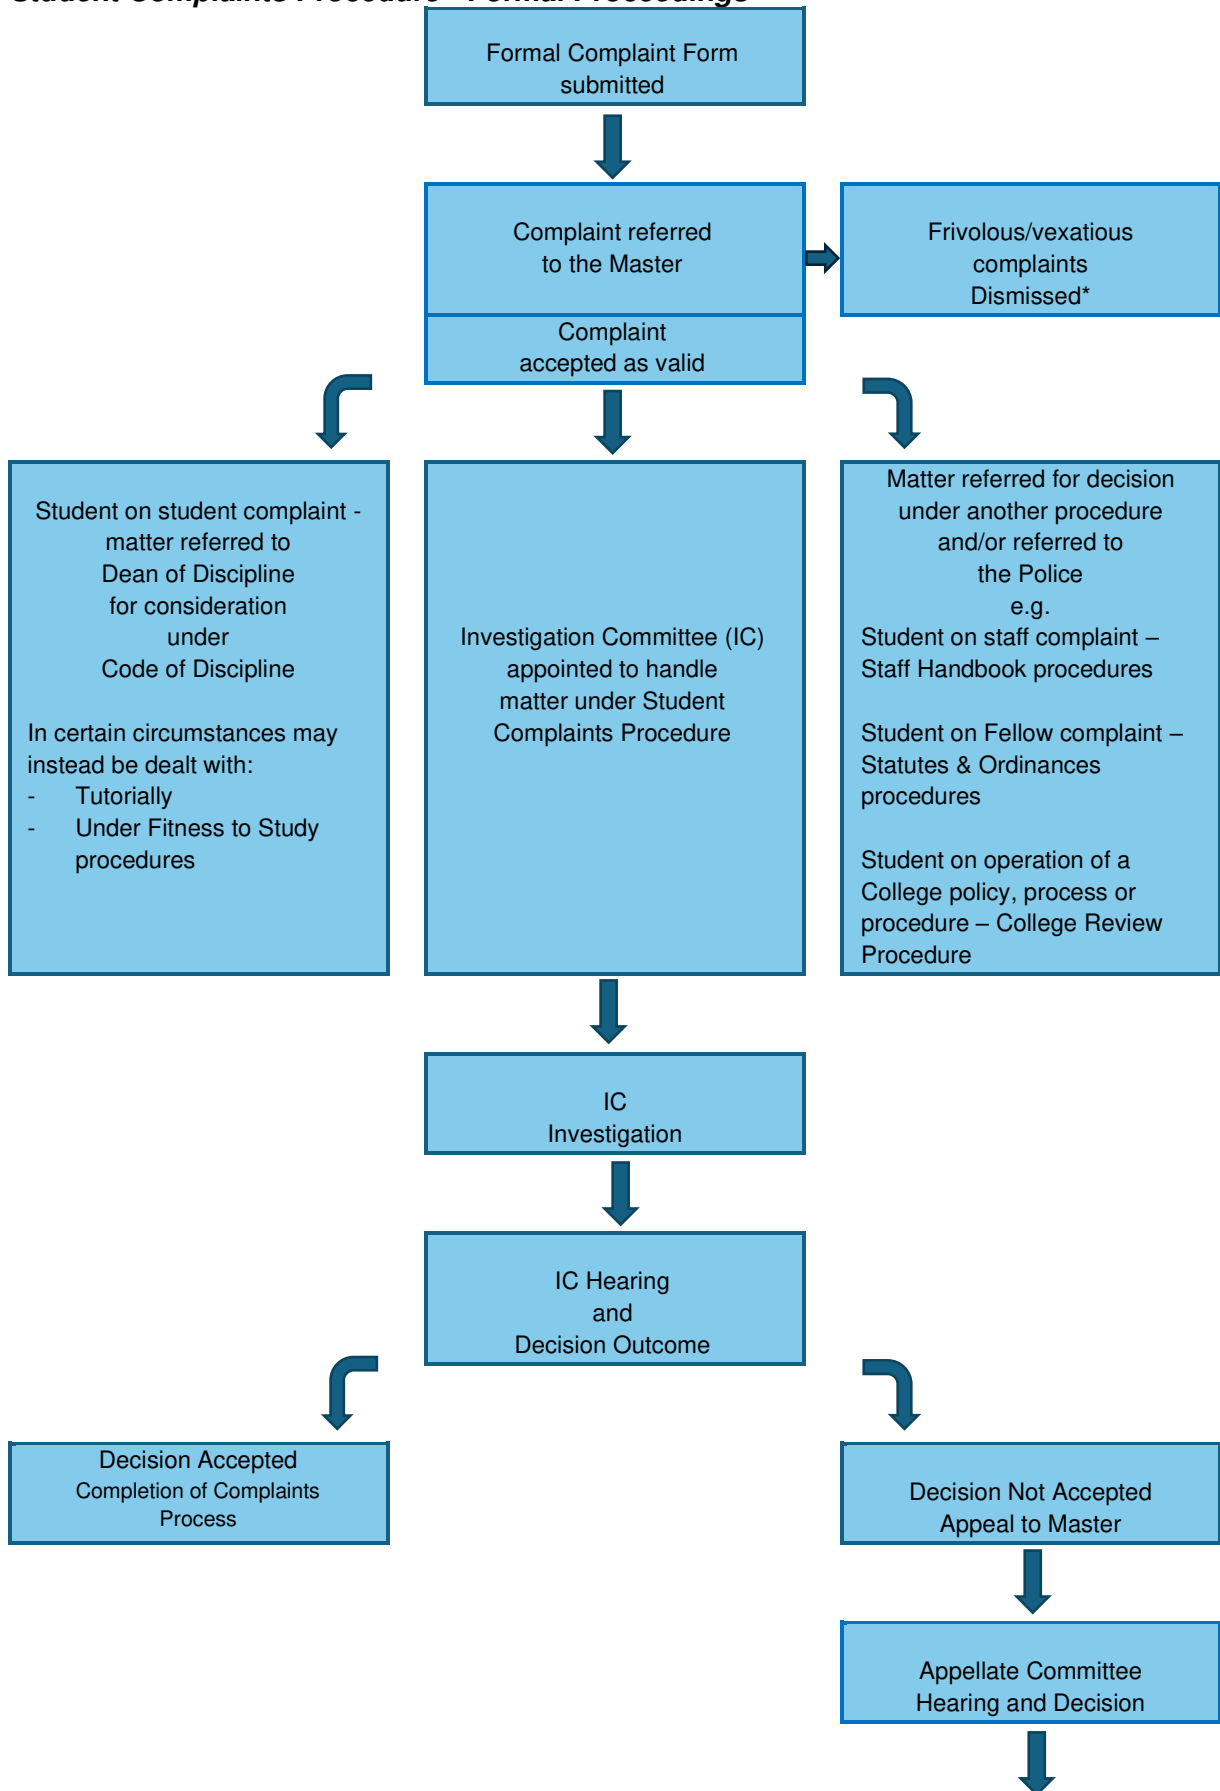 Student Complaints Procedure - Formal Proceedings
Formal Complaint Form
submitted
Complaint referred
to the Master
Frivolous/vexatious
complaints
Dismissed*
Complaint
accepted as valid
Student on student complaint -
matter referred to
Dean of Discipline
for consideration
under
Code of Discipline
In certain circumstances may
instead be dealt with:
- Tutorially
- Under Fitness to Study
procedures
Investigation Committee (IC)
appointed to handle
matter under Student
Complaints Procedure
Matter referred for decision
under another procedure
and/or referred to
the Police
e.g.
Student on staff complaint –
Staff Handbook procedures
Student on Fellow complaint –
Statutes & Ordinances
procedures
Student on operation of a
College policy, process or
procedure – College Review
Procedure
IC
Investigation
IC Hearing
and
Decision Outcome
Decision Accepted
Completion of Complaints
Process
Decision Not Accepted
Appeal to Master
Appellate Committee
Hearing and Decision